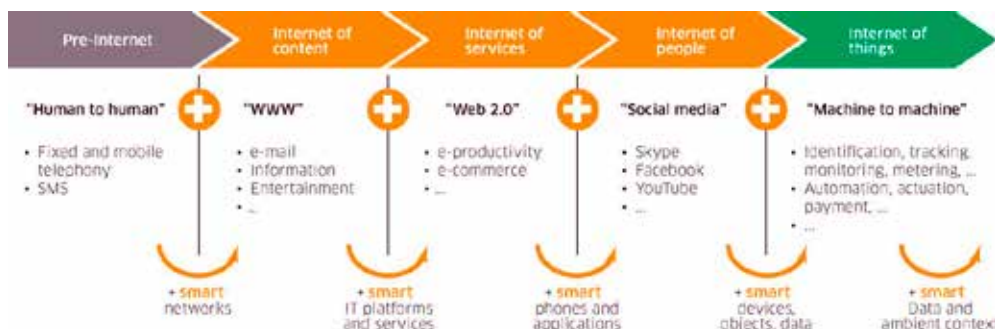 Pre-Internet
Internet of
content
Internet of
services
Internet of
people
Internet of
things
"Human to human"
• Fixed and mobile
telephony
• SMS
"WWW"
• e-mail
• Information
• Entertainment
• ...
"Web 2.0"
• e-productivity
• e-commerce
• ...
"Social media"
• Skype
• Facebook
• YouTube
• ...
"Machine to machine"
• Identification, tracking,
monitoring, metering, ...
• Automation, actuation,
payment, ...
• ...
+ smart
networks
+ smart
IT platforms
and services
+ smart
phones and
applications
+ smart
devices,
objects, data
+ smart
Data and
ambient context